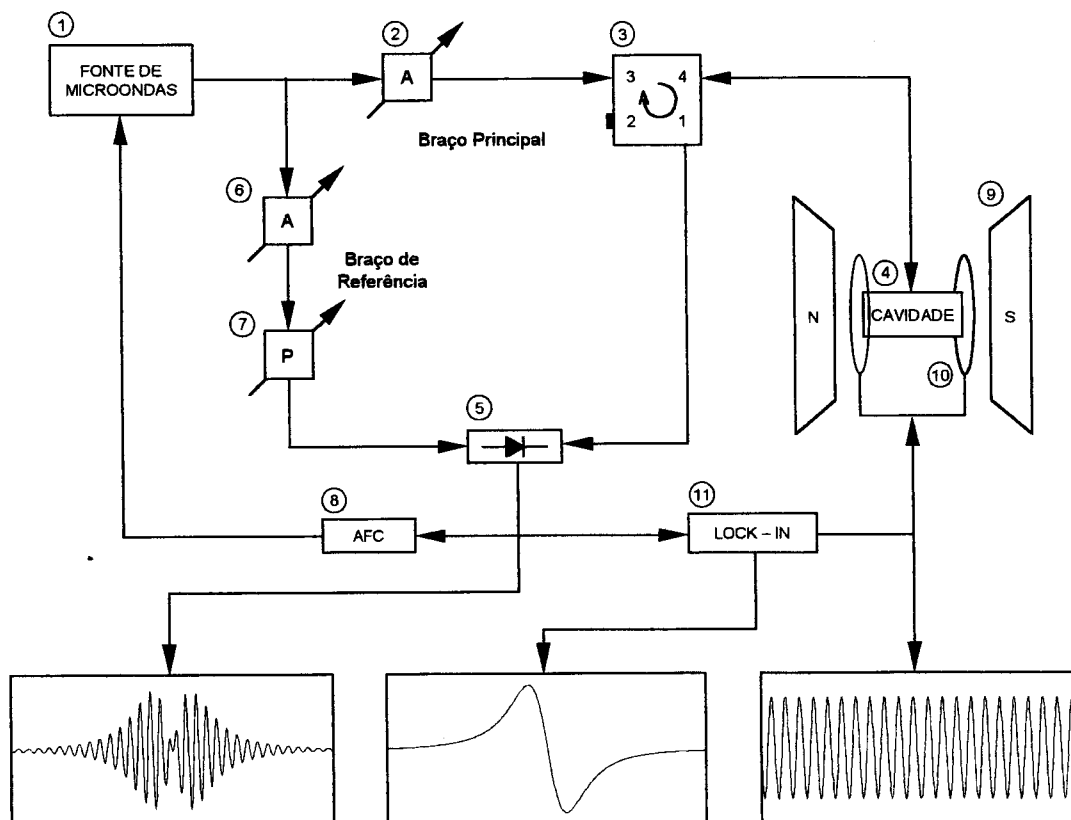 1
FONTE DE
MICROONDAS
2
A
3
3 4
2 1
Braço Principal
6
A
Braço de
Referência
7
P
9
4
N
CAVIDADE
S
10
5
8
AFC
11
LOCK – IN